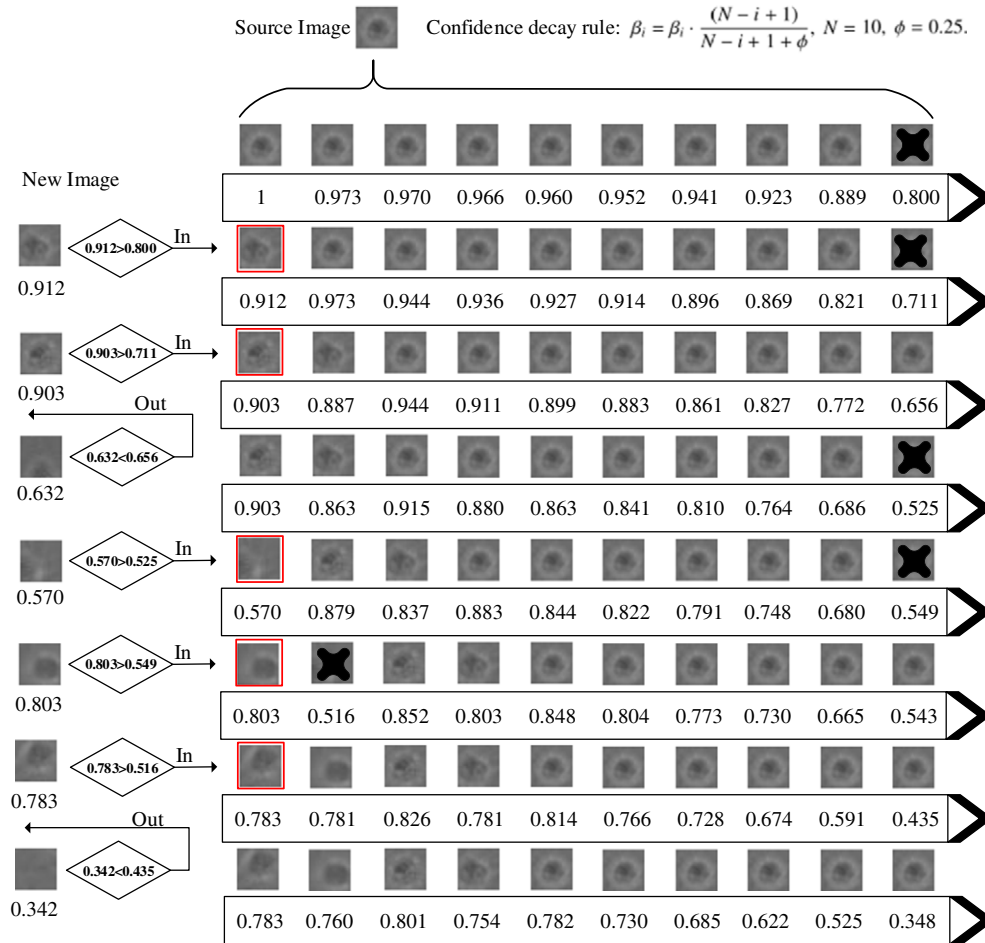 Source Image Confidence decay rule: β_i = β_i · (N − i + 1) / (N − i + 1 + ϕ), N = 10, ϕ = 0.25.
New Image
1 0.973 0.970 0.966 0.960 0.952 0.941 0.923 0.889 0.800
0.912>0.800 In
0.912
0.912 0.973 0.944 0.936 0.927 0.914 0.896 0.869 0.821 0.711
0.903>0.711 In
0.903
0.903 0.887 0.944 0.911 0.899 0.883 0.861 0.827 0.772 0.656
Out
0.632<0.656
0.632
0.903 0.863 0.915 0.880 0.863 0.841 0.810 0.764 0.686 0.525
0.570>0.525 In
0.570
0.570 0.879 0.837 0.883 0.844 0.822 0.791 0.748 0.680 0.549
0.803>0.549 In
0.803
0.803 0.516 0.852 0.803 0.848 0.804 0.773 0.730 0.665 0.543
0.783>0.516 In
0.783
0.783 0.781 0.826 0.781 0.814 0.766 0.728 0.674 0.591 0.435
Out
0.342<0.435
0.342
0.783 0.760 0.801 0.754 0.782 0.730 0.685 0.622 0.525 0.348